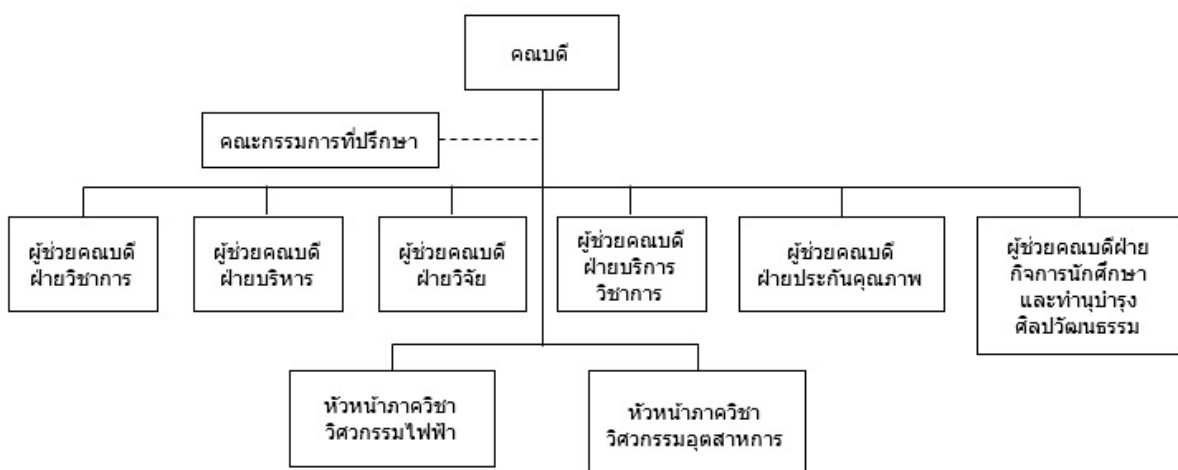 คณบดี
คณะกรรมการที่ปรึกษา
ผู้ช่วยคณบดี
ฝ่ายวิชาการ
ผู้ช่วยคณบดี
ฝ่ายบริหาร
ผู้ช่วยคณบดี
ฝ่ายวิจัย
ผู้ช่วยคณบดี
ฝ่ายบริการ
วิชาการ
ผู้ช่วยคณบดี
ฝ่ายประกันคุณภาพ
ผู้ช่วยคณบดีฝ่าย
กิจการนักศึกษา
และทำนุบำรุง
ศิลปวัฒนธรรม
หัวหน้าภาควิชา
วิศวกรรมไฟฟ้า
หัวหน้าภาควิชา
วิศวกรรมอุตสาหการ